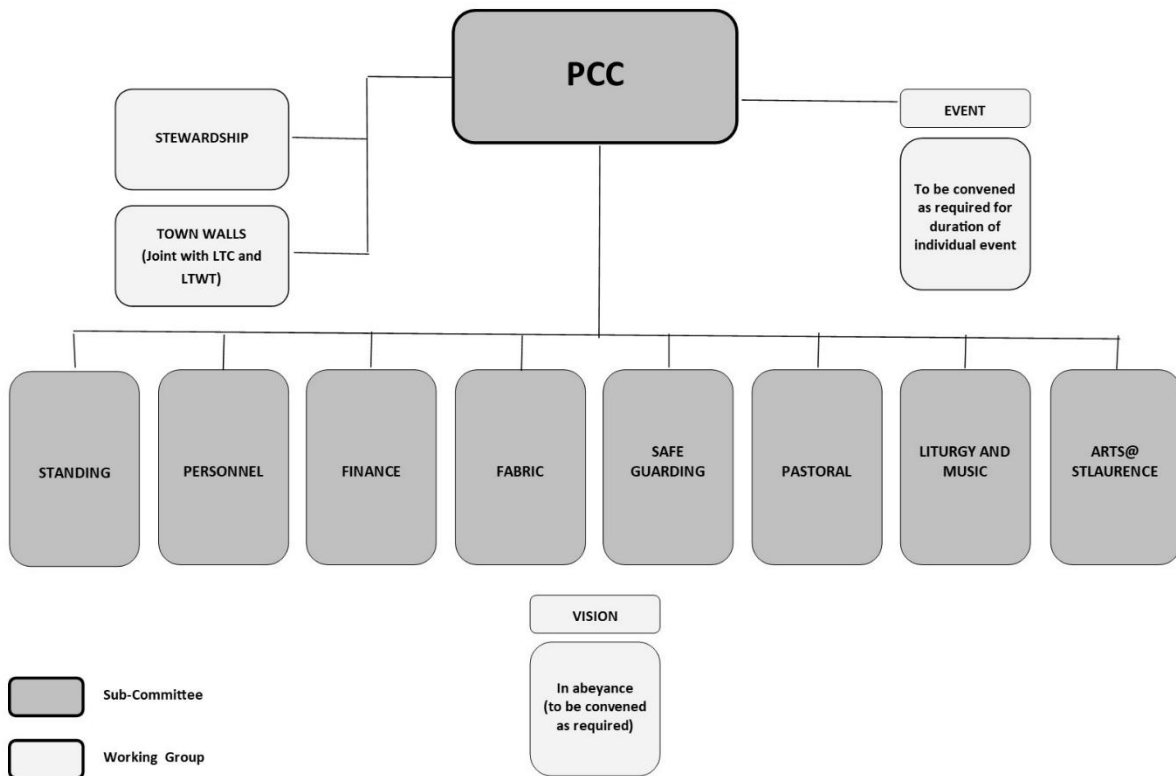 PCC
EVENT
STEWARDSHIP
To be convened
as required for
duration of
individual event
TOWN WALLS
(Joint with LTC and
LTWT)
STANDING
PERSONNEL
FINANCE
FABRIC
SAFE
GUARDING
PASTORAL
LITURGY AND
MUSIC
ARTS@
STLAURENCE
VISION
In abeyance
(to be convened
as required)
Sub-Committee
Working Group